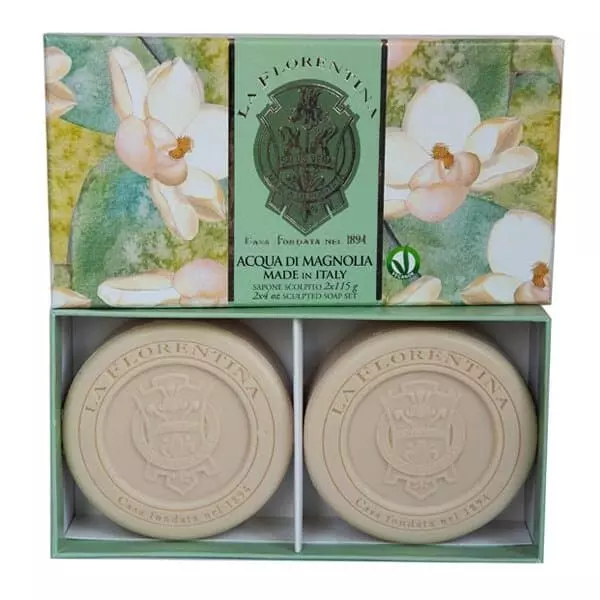 LA FLORENTINA
Casa Fondata nel 1894
ACQUA DI MAGNOLIA
MADE IN ITALY
SAPONE SCOLPITO 2x115 g
2x4 oz SCULPTED SOAP SET
LA FLORENTINA
Casa fondata nel 1894
LA FLORENTINA
Casa fondata nel 1894